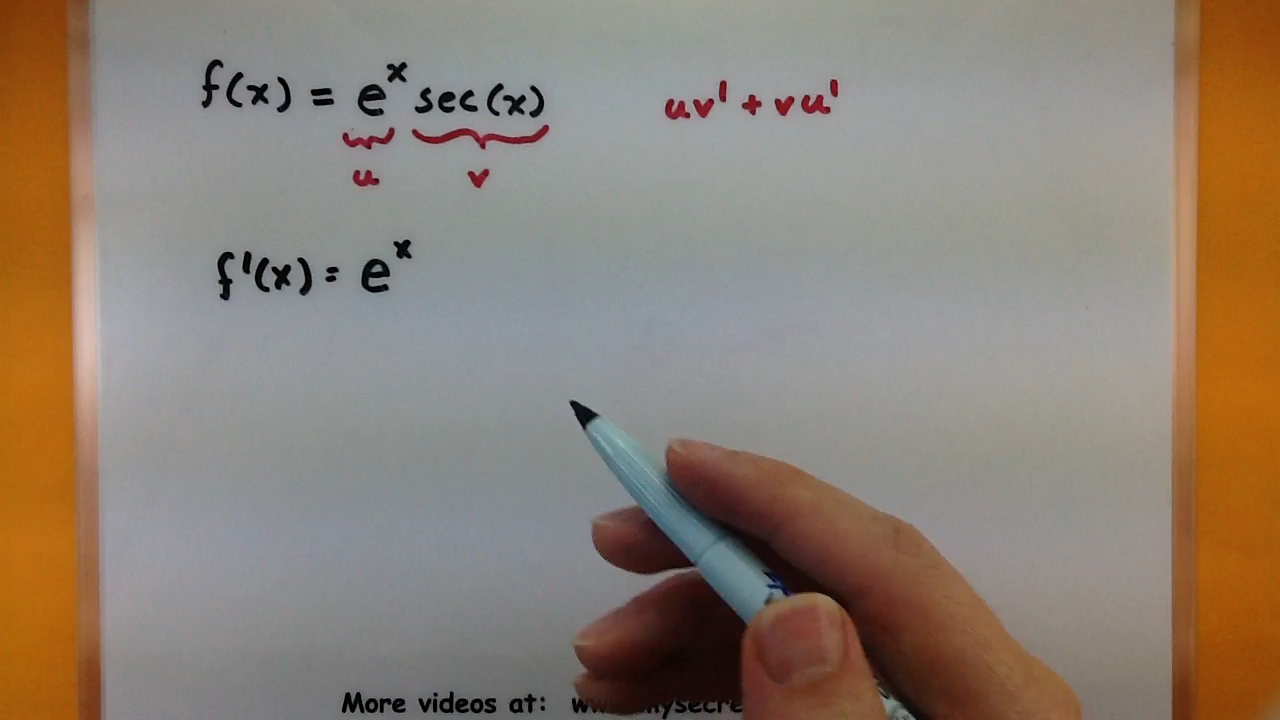 f(x) = e^x sec(x) uv' + vu'
u v
f'(x) = e^x
More videos at: